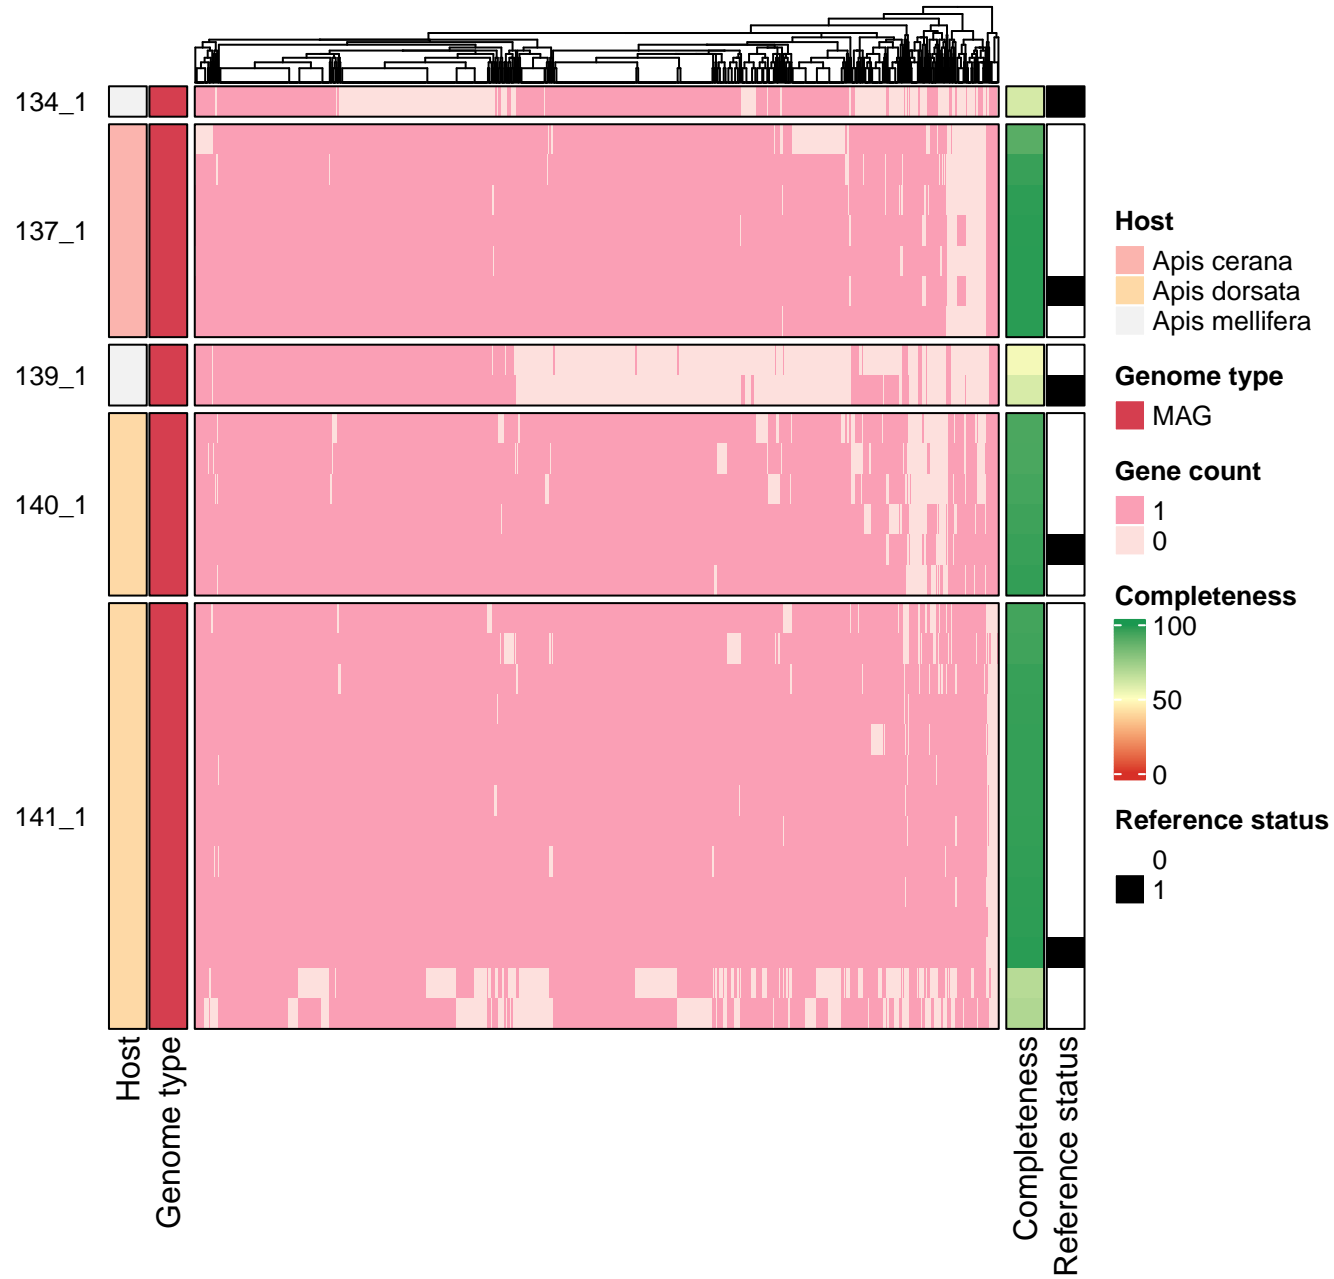 134_1
137_1
139_1
140_1
141_1
Host
Genome type
Completeness
Reference status
Host
Apis cerana
Apis dorsata
Apis mellifera
Genome type
MAG
Gene count
1
0
Completeness
100
50
0
Reference status
0
1